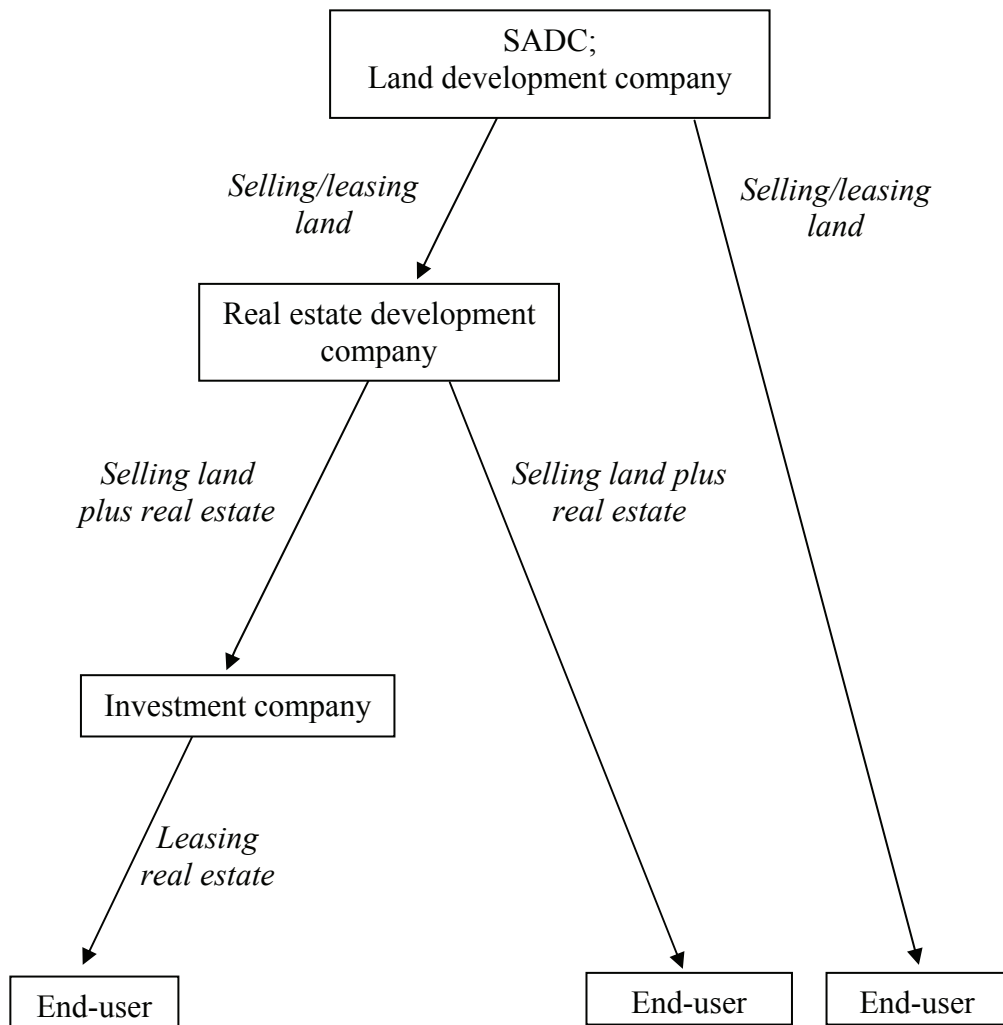 SADC;
Land development company
Selling/leasing
land
Selling/leasing
land
Real estate development
company
Selling land
plus real estate
Selling land plus
real estate
Investment company
Leasing
real estate
End-user
End-user
End-user